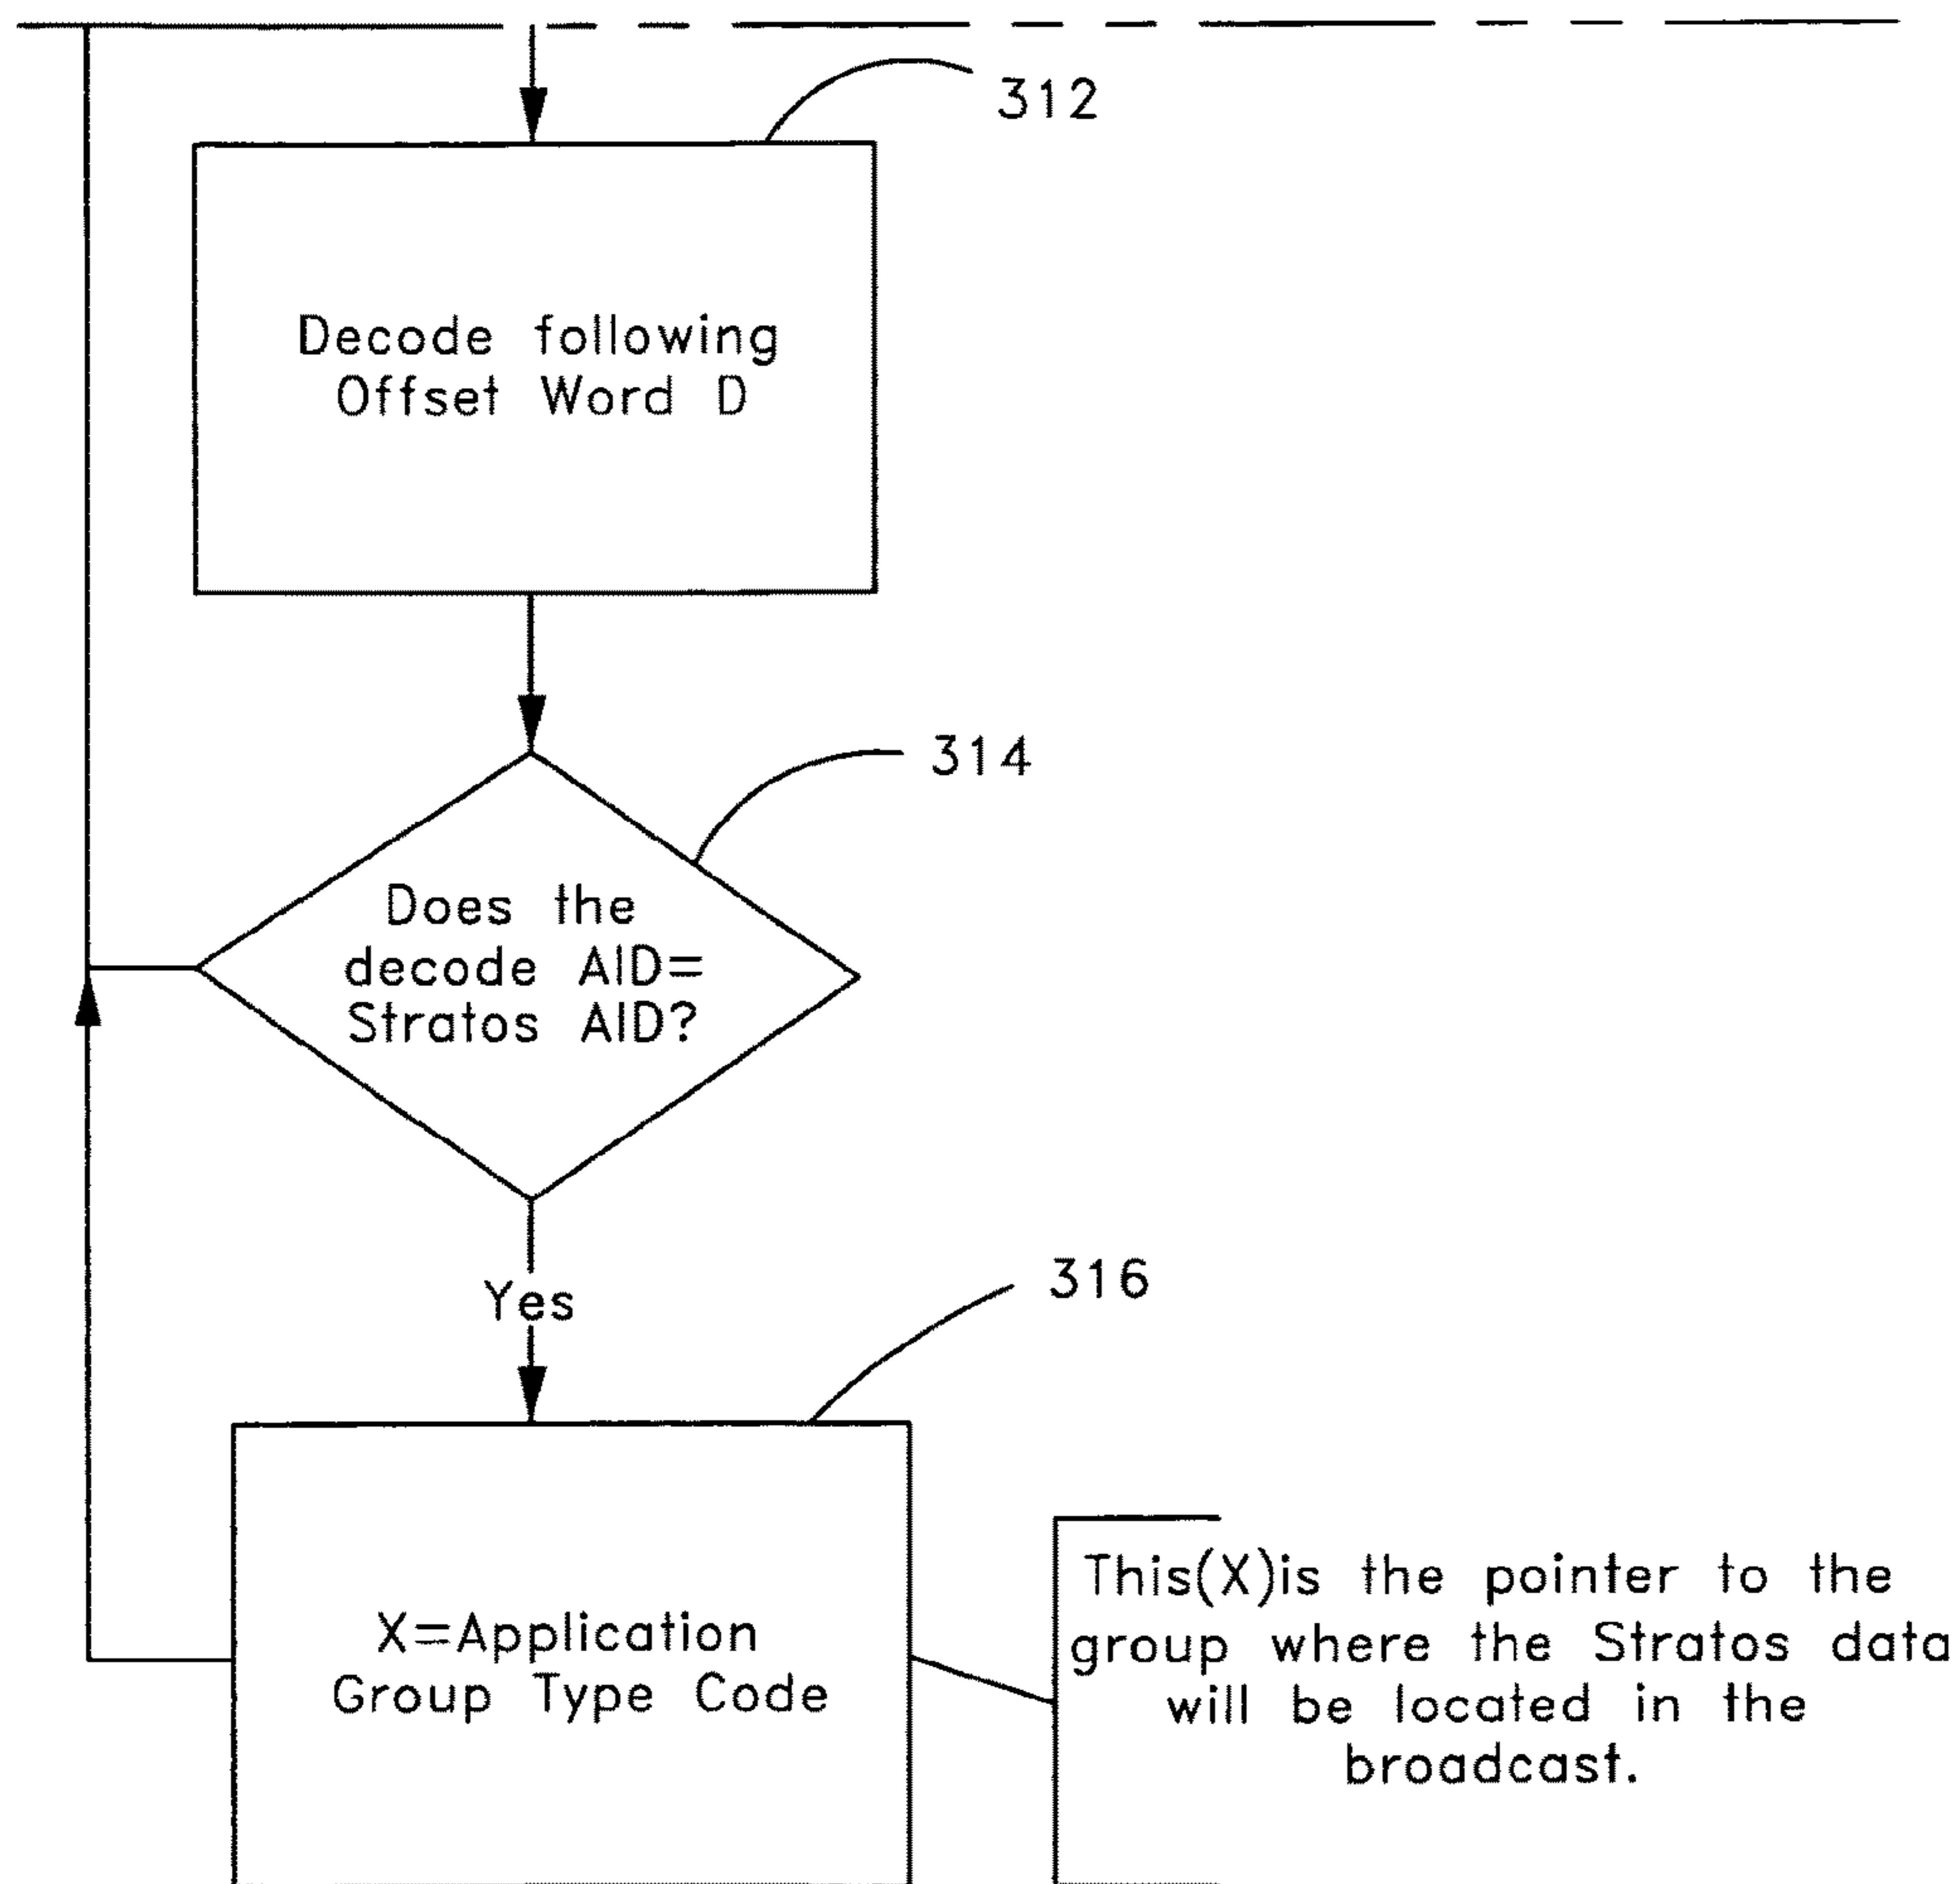 312
Decode following
Offset Word D
314
Does the
decode AID=
Stratos AID?
Yes
316
X=Application
Group Type Code
This(X)is the pointer to the
group where the Stratos data
will be located in the
broadcast.